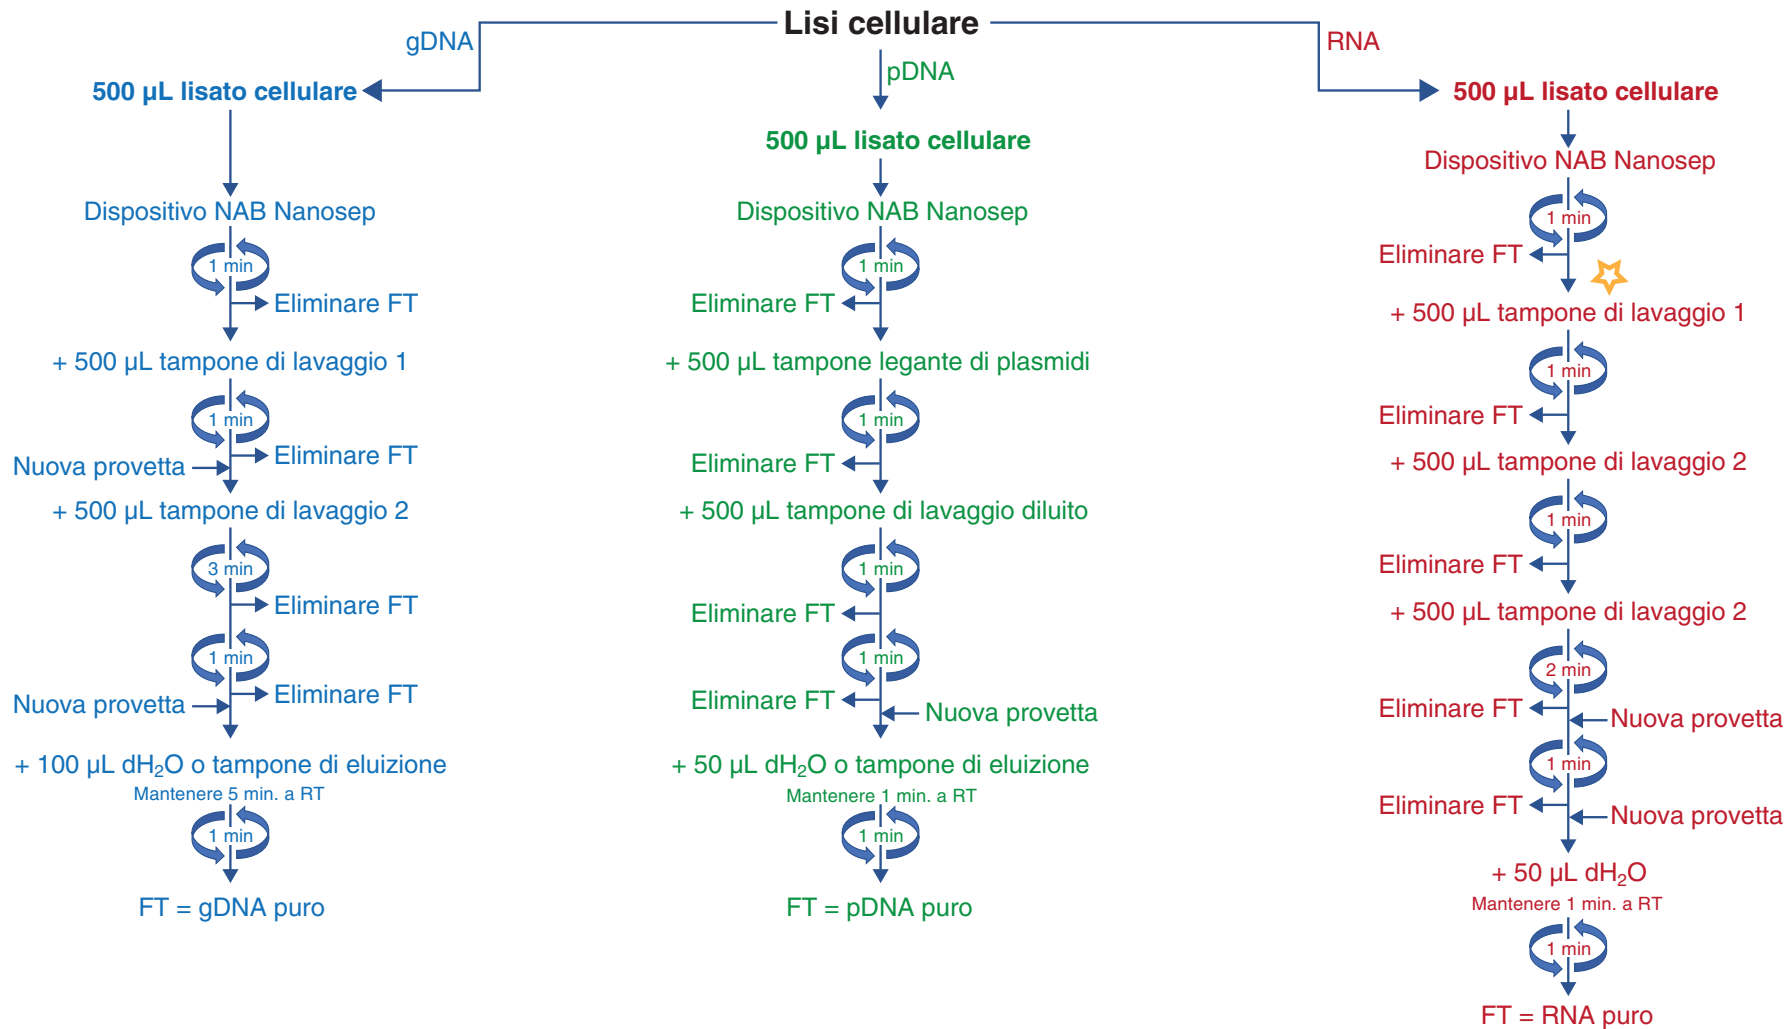 Lisi cellulare
gDNA
500 µL lisato cellulare
Dispositivo NAB Nanosep
1 min
Eliminare FT
+ 500 µL tampone di lavaggio 1
1 min
Eliminare FT
Nuova provetta
+ 500 µL tampone di lavaggio 2
3 min
Eliminare FT
1 min
Eliminare FT
Nuova provetta
+ 100 µL dH₂O o tampone di eluizione
Mantenere 5 min. a RT
1 min
FT = gDNA puro
pDNA
500 µL lisato cellulare
Dispositivo NAB Nanosep
1 min
Eliminare FT
+ 500 µL tampone legante di plasmidi
1 min
Eliminare FT
+ 500 µL tampone di lavaggio diluito
1 min
Eliminare FT
1 min
Eliminare FT
Nuova provetta
+ 50 µL dH₂O o tampone di eluizione
Mantenere 1 min. a RT
1 min
FT = pDNA puro
RNA
500 µL lisato cellulare
Dispositivo NAB Nanosep
1 min
Eliminare FT
+ 500 µL tampone di lavaggio 1
1 min
Eliminare FT
+ 500 µL tampone di lavaggio 2
1 min
Eliminare FT
+ 500 µL tampone di lavaggio 2
2 min
Eliminare FT
Nuova provetta
1 min
Eliminare FT
Nuova provetta
+ 50 µL dH₂O
Mantenere 1 min. a RT
1 min
FT = RNA puro